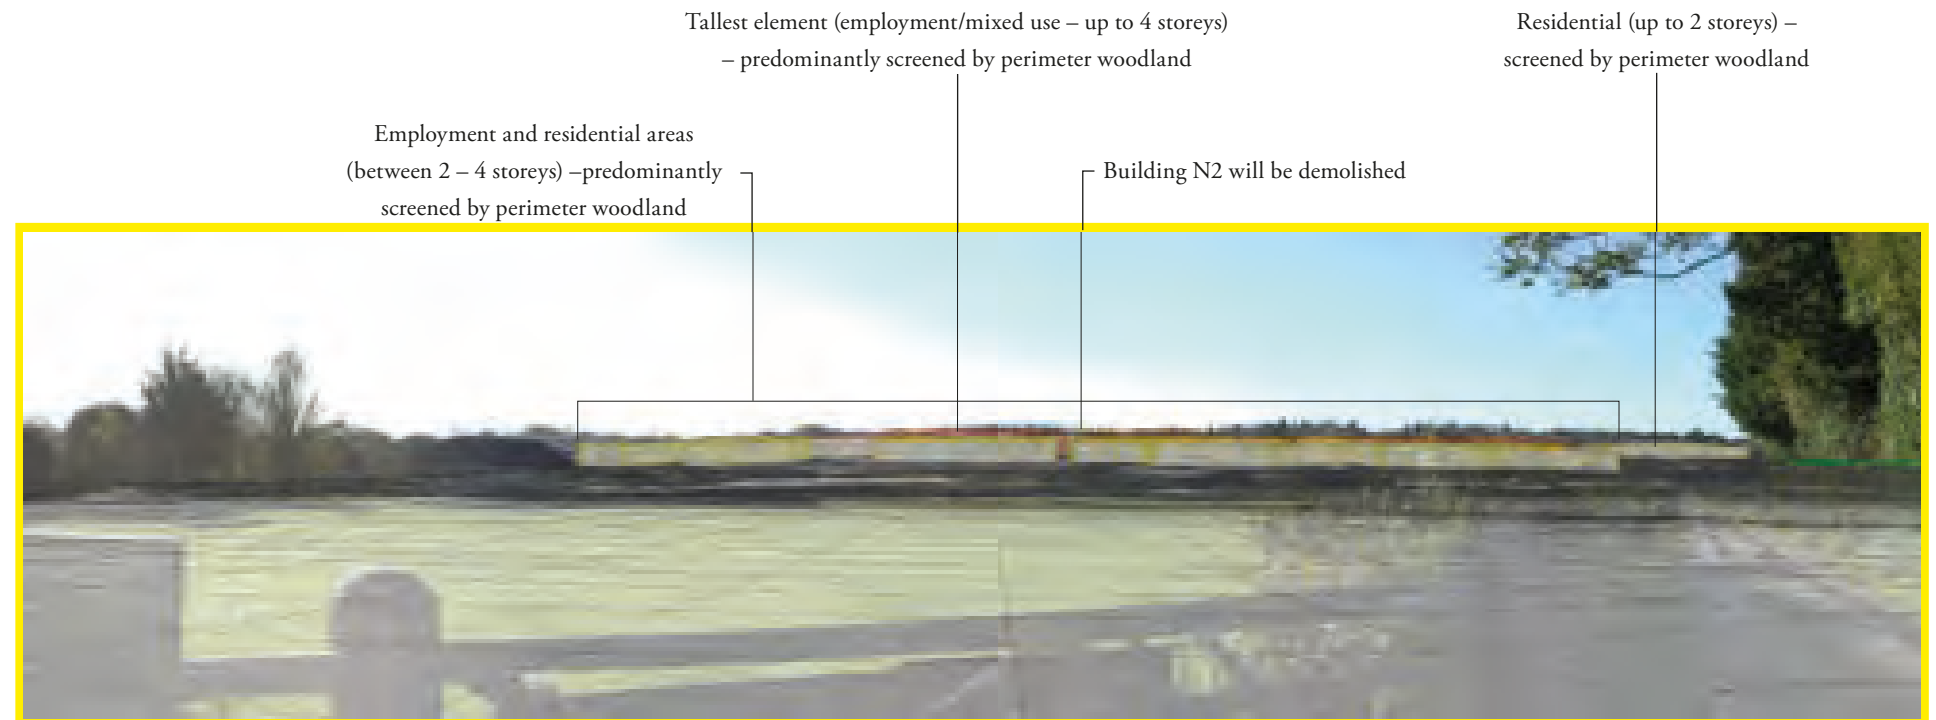 Tallest element (employment/mixed use – up to 4 storeys)
– predominantly screened by perimeter woodland
Residential (up to 2 storeys) –
screened by perimeter woodland
Employment and residential areas
(between 2 – 4 storeys) –predominantly
screened by perimeter woodland
Building N2 will be demolished